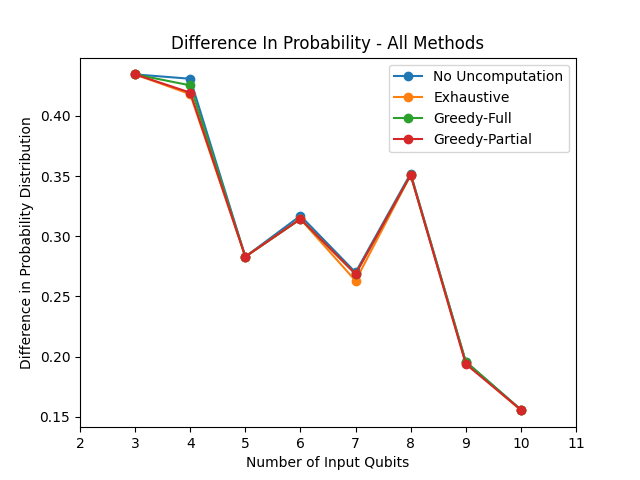 Difference In Probability - All Methods
No Uncomputation
Exhaustive
Greedy-Full
Greedy-Partial
Difference in Probability Distribution
0.40
0.35
0.30
0.25
0.20
0.15
2 3 4 5 6 7 8 9 10 11
Number of Input Qubits